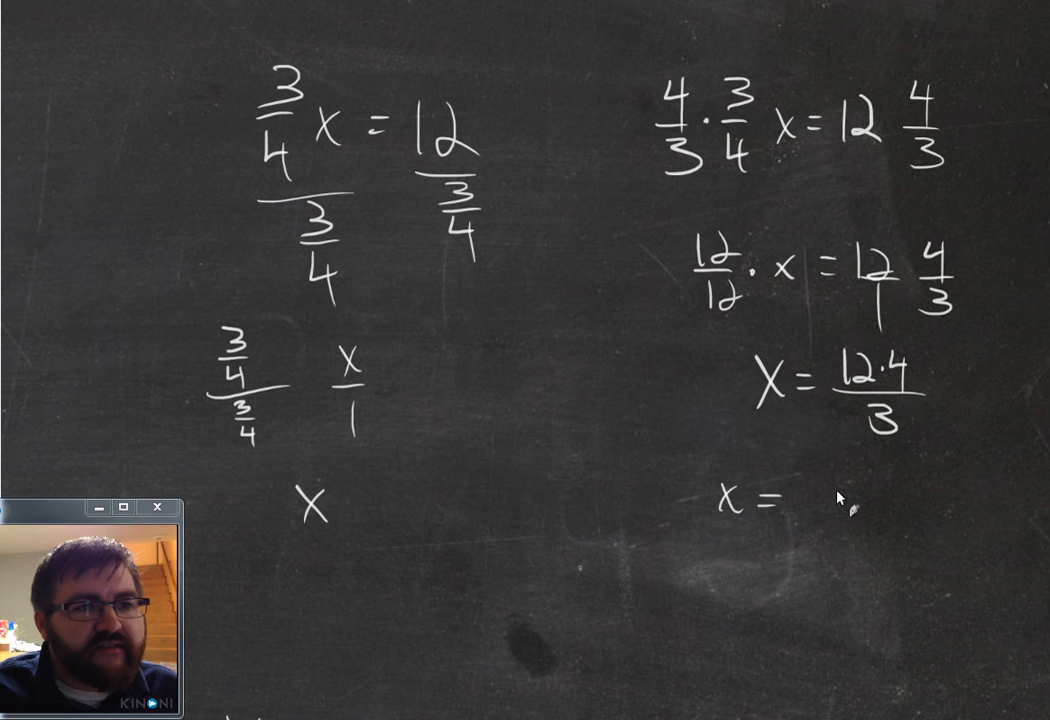 3/4 x = 12
3/4 3/4
3/4 x
3/4 1
x
4/3 · 3/4 x = 12 4/3
12/12 · x = 12/1 4/3
x = 12·4/3
x =
KINONI